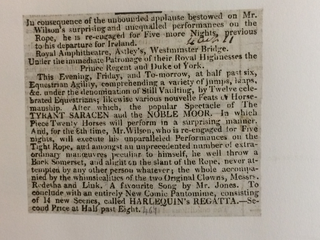 In consequence of the unbounded applause bestowed on Mr.
Wilson's surprising and unequalled performances on the
Rope, he is re-engaged for Five more Nights, previous
to his departure for Ireland.
Royal Amphitheatre, Astley's, Westminster Bridge.
Under the immediate Patronage of their Royal Highnesses the
Prince Regent and Duke of York.
This Evening, Friday, and To-morrow, at half past six,
Equestrian Agility, comprehending a variety of jumps, leaps,
&c. under the denomination of Still Vaulting, by Twelve cele-
brated Equestrians; likewise various novelle Feats of Horse-
manship. After which, the popular Spectacle of The
TYRANT SARACEN and the NOBLE MOOR. In which
Piece Twenty Horses will perform in a surprising manner.
And, for the 8th time, Mr. Wilson, who is re-engaged for Five
nights, will execute his unparalleled Performances on the
Tight Rope, and amongst an unprecedented number of extra-
ordinary manœuvres peculiar to himself, he will throw a
Back Somerset, and alight on the slant of the Rope, never at-
tempted by any other person whatever; the whole accompa-
nied by the whimsicalities of the two Original Clowns, Messrs.
Redesha and Link. A favourite Song by Mr. Jones. To
conclude with an entirely New Comic Pantomime, consisting
of 14 new Scenes, called HARLEQUIN's REGATTA.—Se-
cond Price at Half past Eight.